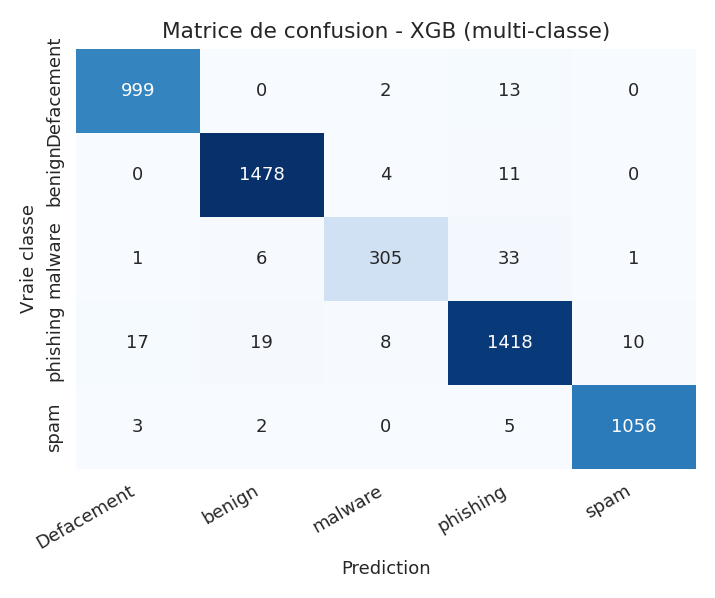 Matrice de confusion - XGB (multi-classe)
Vraie classe
Defacement
999 0 2 13 0
benign
0 1478 4 11 0
malware
1 6 305 33 1
phishing
17 19 8 1418 10
spam
3 2 0 5 1056
Defacement benign malware phishing spam
Prediction